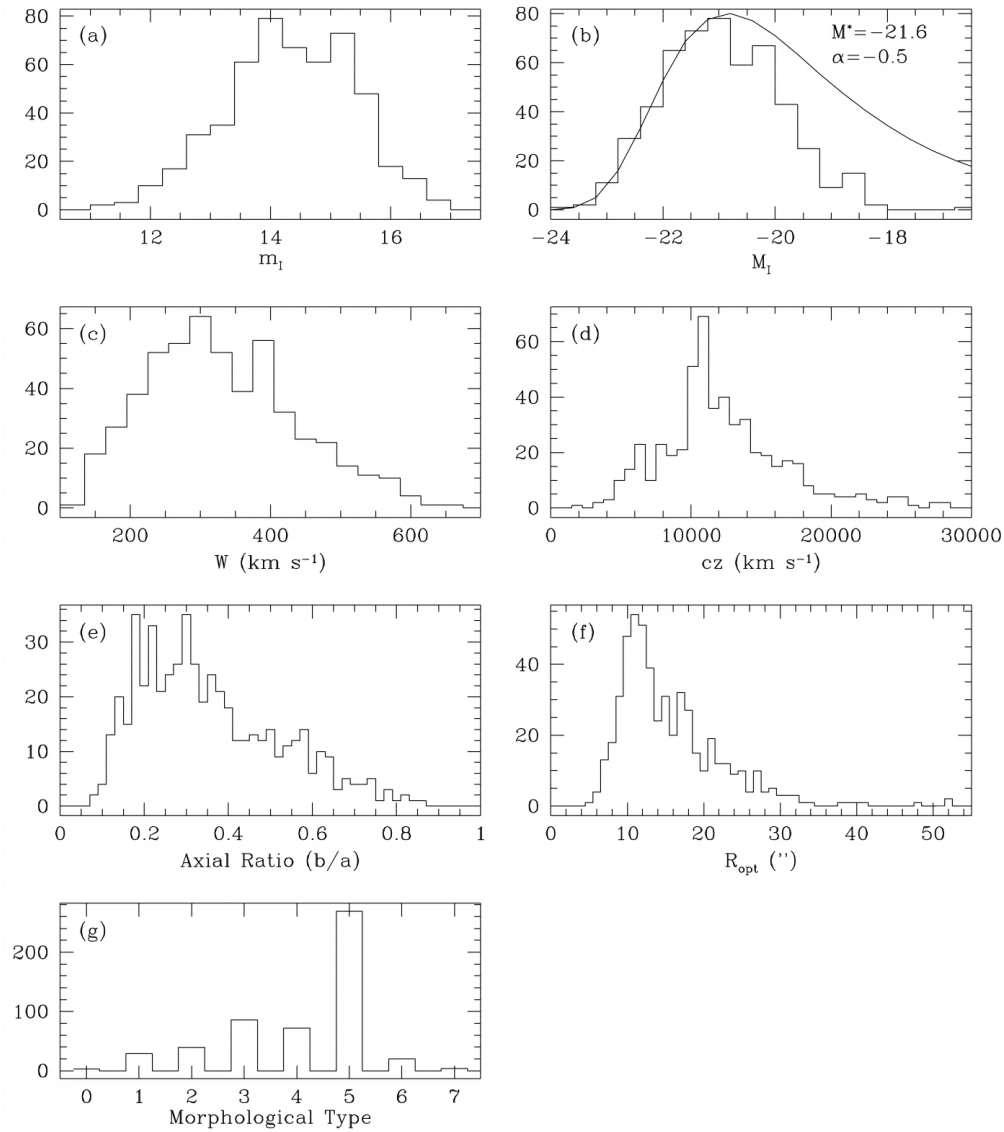 (a)
80
60
40
20
0
12 14 16
m_I
(b)
M*=−21.6
α=−0.5
80
60
40
20
0
−24 −22 −20 −18
M_I
(c)
60
40
20
0
200 400 600
W (km s⁻¹)
(d)
60
40
20
0
0 10000 20000 30000
cz (km s⁻¹)
(e)
30
20
10
0
0 0.2 0.4 0.6 0.8 1
Axial Ratio (b/a)
(f)
40
20
0
0 10 20 30 40 50
R_opt (’’)
(g)
200
100
0
0 1 2 3 4 5 6 7
Morphological Type